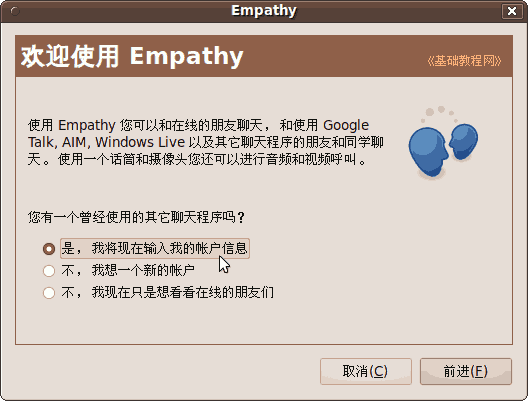 Empathy
欢迎使用 Empathy
《基础教程网》
使用 Empathy 您可以和在线的朋友聊天，和使用 Google
Talk, AIM, Windows Live 以及其它聊天程序的朋友和同学聊
天。使用一个话筒和摄像头您还可以进行音频和视频呼叫。
您有一个曾经使用的其它聊天程序吗？
是，我将现在输入我的帐户信息
不，我想一个新的帐户
不，我现在只是想看看在线的朋友们
取消(C)
前进(F)